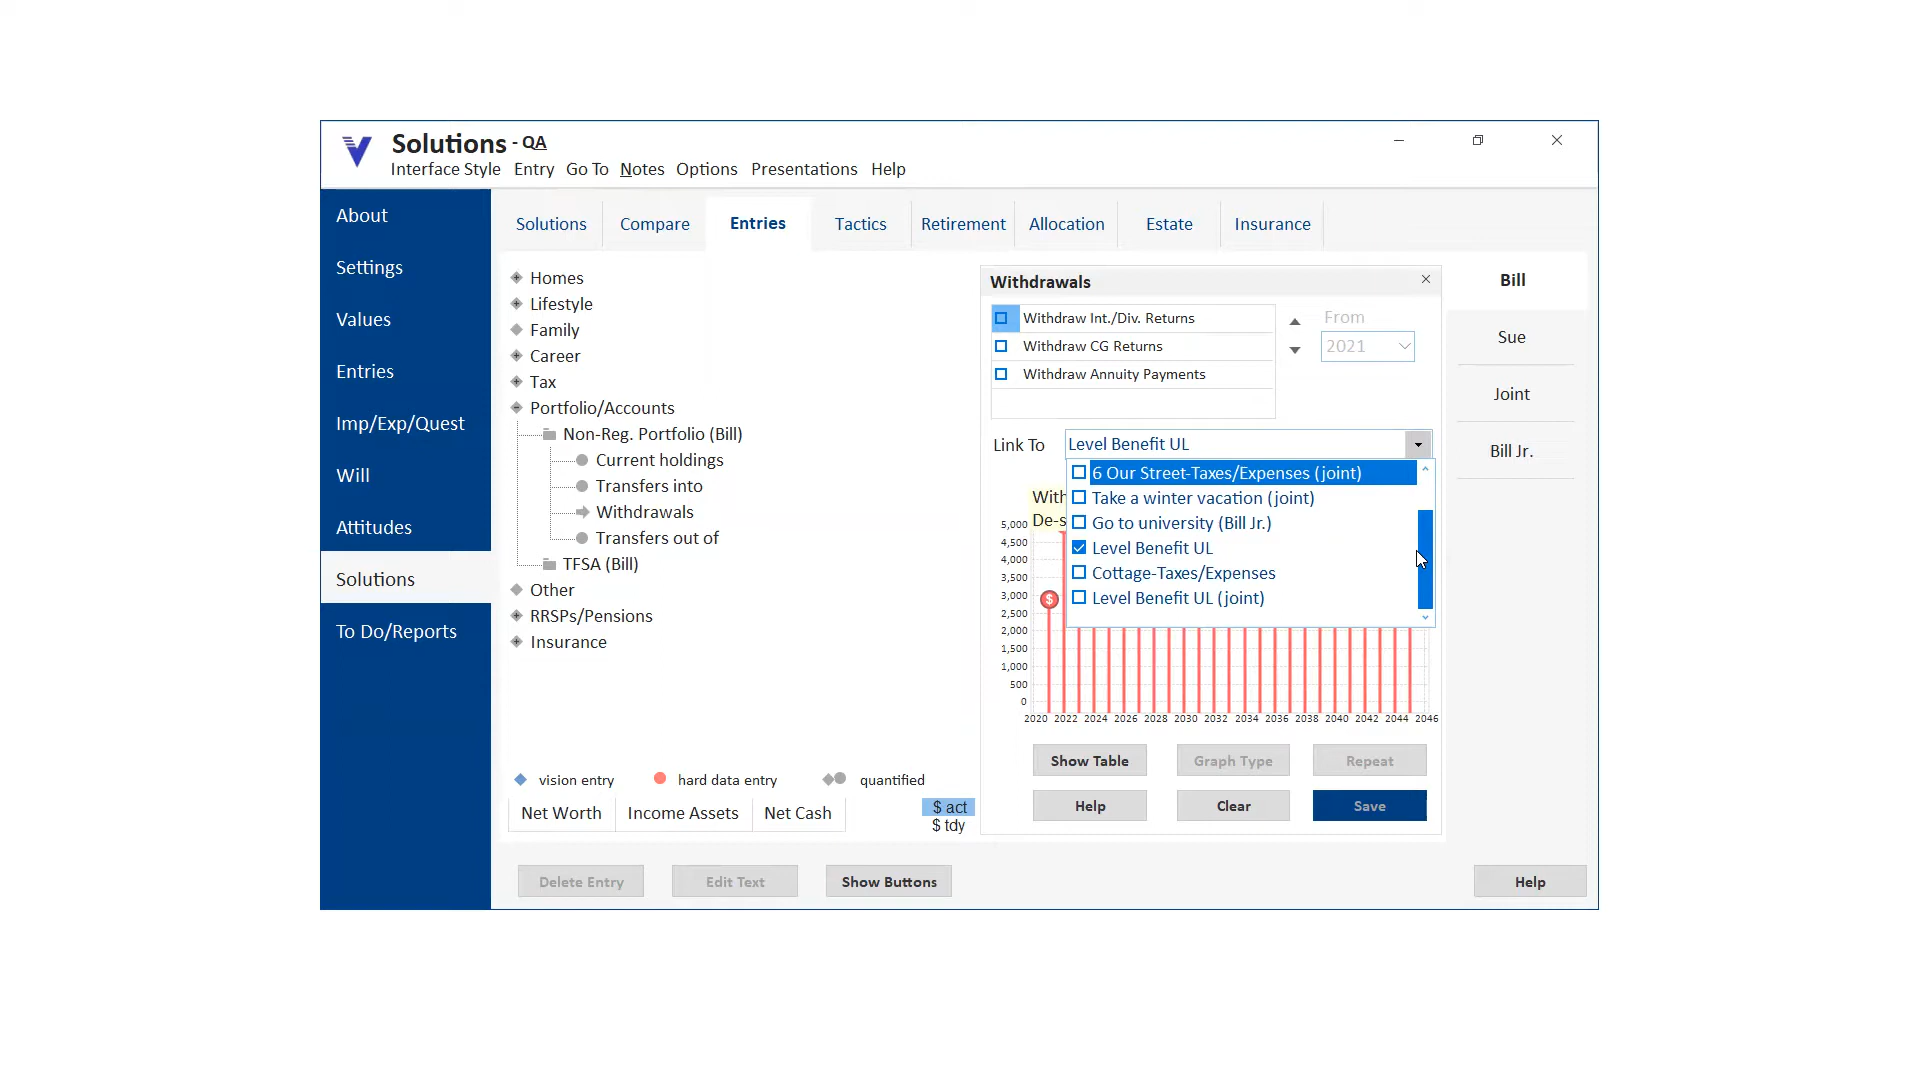 Solutions - QA
Interface Style Entry Go To Notes Options Presentations Help
About
Settings
Values
Entries
Imp/Exp/Quest
Will
Attitudes
Solutions
To Do/Reports
Solutions Compare Entries Tactics Retirement Allocation Estate Insurance
Homes
Lifestyle
Family
Career
Tax
Portfolio/Accounts
Non-Reg. Portfolio (Bill)
Current holdings
Transfers into
Withdrawals
Transfers out of
TFSA (Bill)
Other
RRSPs/Pensions
Insurance
vision entry hard data entry quantified
Net Worth Income Assets Net Cash
$ act
$ tdy
Withdrawals
Withdraw Int./Div. Returns
Withdraw CG Returns
Withdraw Annuity Payments
From
2021
Link To Level Benefit UL
6 Our Street-Taxes/Expenses (joint)
Take a winter vacation (joint)
Go to university (Bill Jr.)
Level Benefit UL
Cottage-Taxes/Expenses
Level Benefit UL (joint)
With
De-s
5,000
4,500
4,000
3,500
3,000
2,500
2,000
1,500
1,000
500
0
$
2020 2022 2024 2026 2028 2030 2032 2034 2036 2038 2040 2042 2044 2046
Show Table Graph Type Repeat
Help Clear Save
Bill
Sue
Joint
Bill Jr.
Delete Entry Edit Text Show Buttons Help